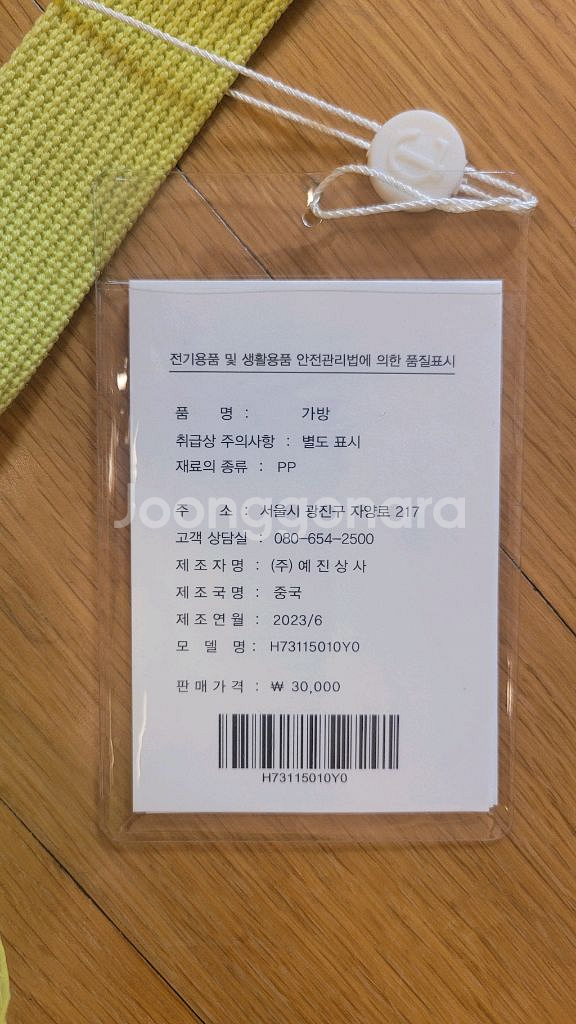 전기용품 및 생활용품 안전관리법에 의한 품질표시
품 명 : 가방
취급상 주의사항 : 별도 표시
재료의 종류 : PP
Joonggonara
주 소 : 서울시 광진구 자양로 217
고객 상담실 : 080-654-2500
제조자명 : (주)예진상사
제조국명 : 중국
제조연월 : 2023/6
모 델 명 : H73115010Y0
판매가격 : ₩ 30,000
H73115010Y0